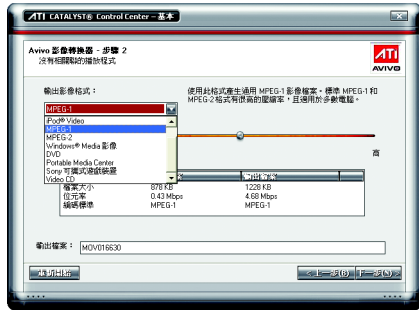 ATI CATALYST® Control Center – 基本
Avivo 影像轉換器 - 步驟 2
沒有相關聯的播放程式
ATI
AVIVO
輸出影像格式：
MPEG-1
iPod® Video
MPEG-1
MPEG-2
Windows® Media 影像
DVD
Portable Media Center
Sony 可攜式遊戲裝置
Video CD
使用此格式產生通用 MPEG-1 影像檔案。標準 MPEG-1 和
MPEG-2 格式有很高的壓縮率，且適用於多數電腦。
高
輸出檔案
檔案大小 878 KB 1228 KB
位元率 0.43 Mbps 4.68 Mbps
編碼標準 MPEG-1 MPEG-1
輸出檔案： MOV016630
重新開始
< 上一步(B) 下一步(N) >